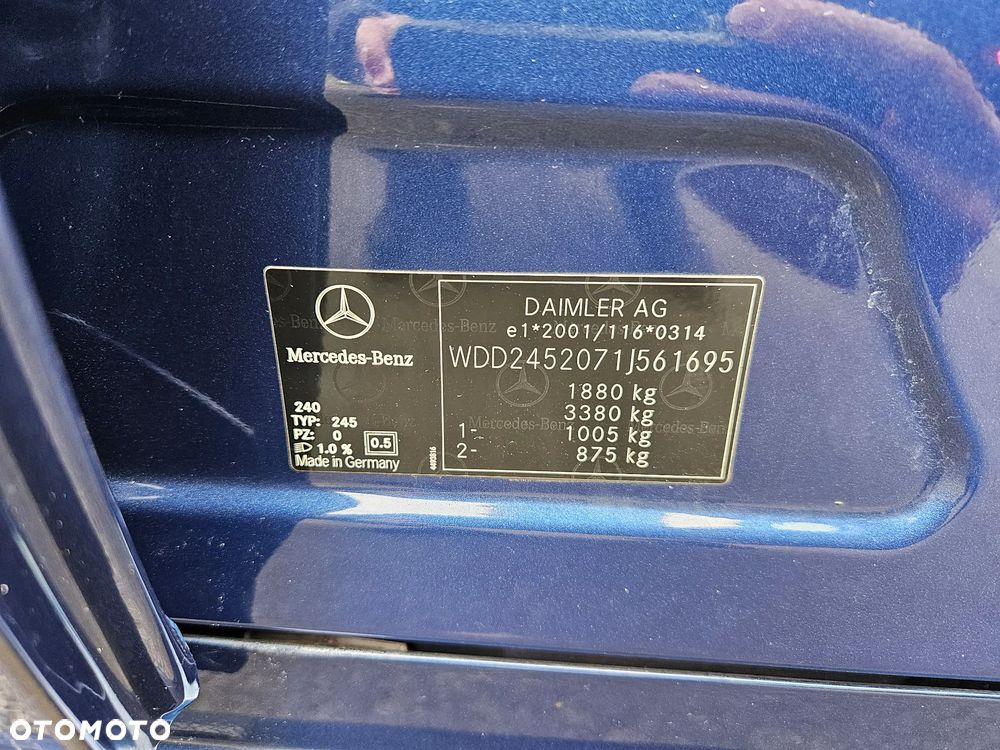 Mercedes-Benz
240
TYP: 245
PZ: 0
1.0 %
0.5
Made in Germany
DAIMLER AG
e1*2001/116*0314
WDD2452071J561695
1880 kg
3380 kg
1- 1005 kg
2- 875 kg
OTOMOTO